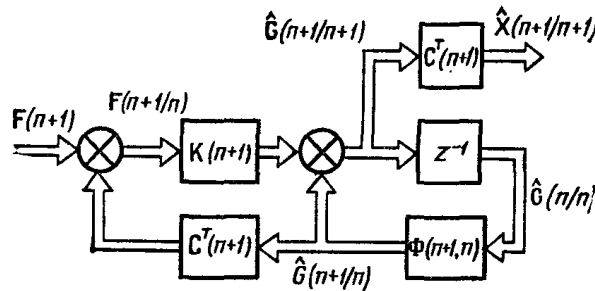 Ĝ(n+1/n+1)
X̂(n+1/n+1)
Cᵀ(n+1)
F(n+1)
F(n+1/n)
K(n+1)
Z⁻¹
Ĝ(n/n)
Cᵀ(n+1)
Ĝ(n+1/n)
Φ(n+1,n)